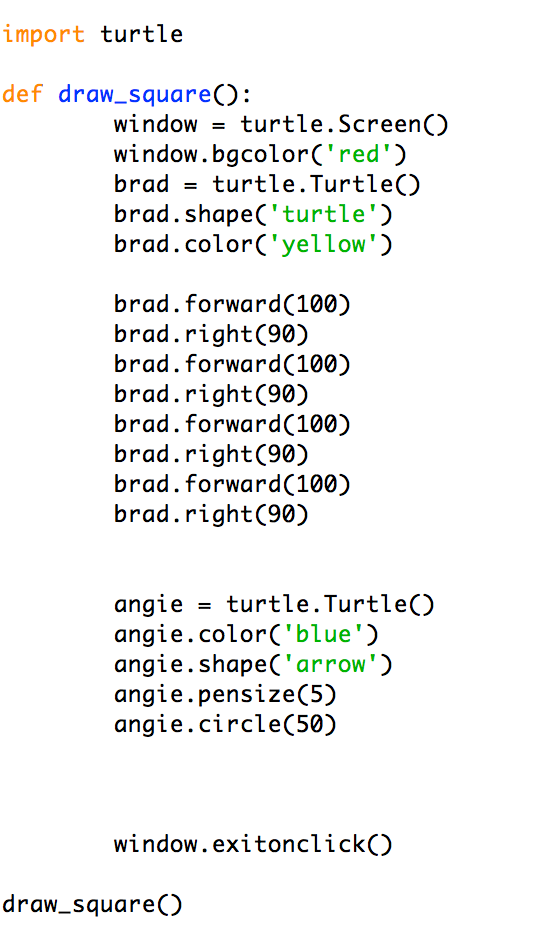 import turtle

def draw_square():
        window = turtle.Screen()
        window.bgcolor('red')
        brad = turtle.Turtle()
        brad.shape('turtle')
        brad.color('yellow')

        brad.forward(100)
        brad.right(90)
        brad.forward(100)
        brad.right(90)
        brad.forward(100)
        brad.right(90)
        brad.forward(100)
        brad.right(90)


        angie = turtle.Turtle()
        angie.color('blue')
        angie.shape('arrow')
        angie.pensize(5)
        angie.circle(50)



        window.exitonclick()

draw_square()